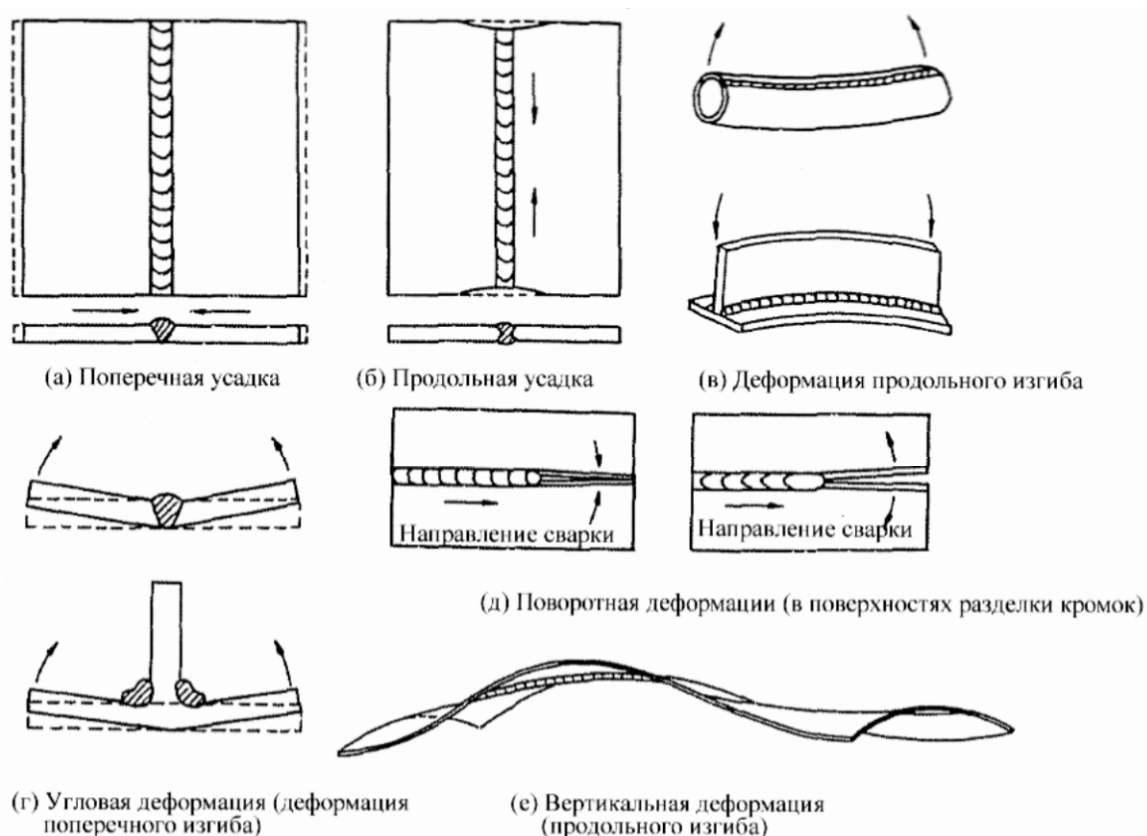 (а) Поперечная усадка
(б) Продольная усадка
(в) Деформация продольного изгиба
Направление сварки
Направление сварки
(д) Поворотная деформации (в поверхностях разделки кромок)
(г) Угловая деформация (деформация
поперечного изгиба)
(е) Вертикальная деформация
(продольного изгиба)